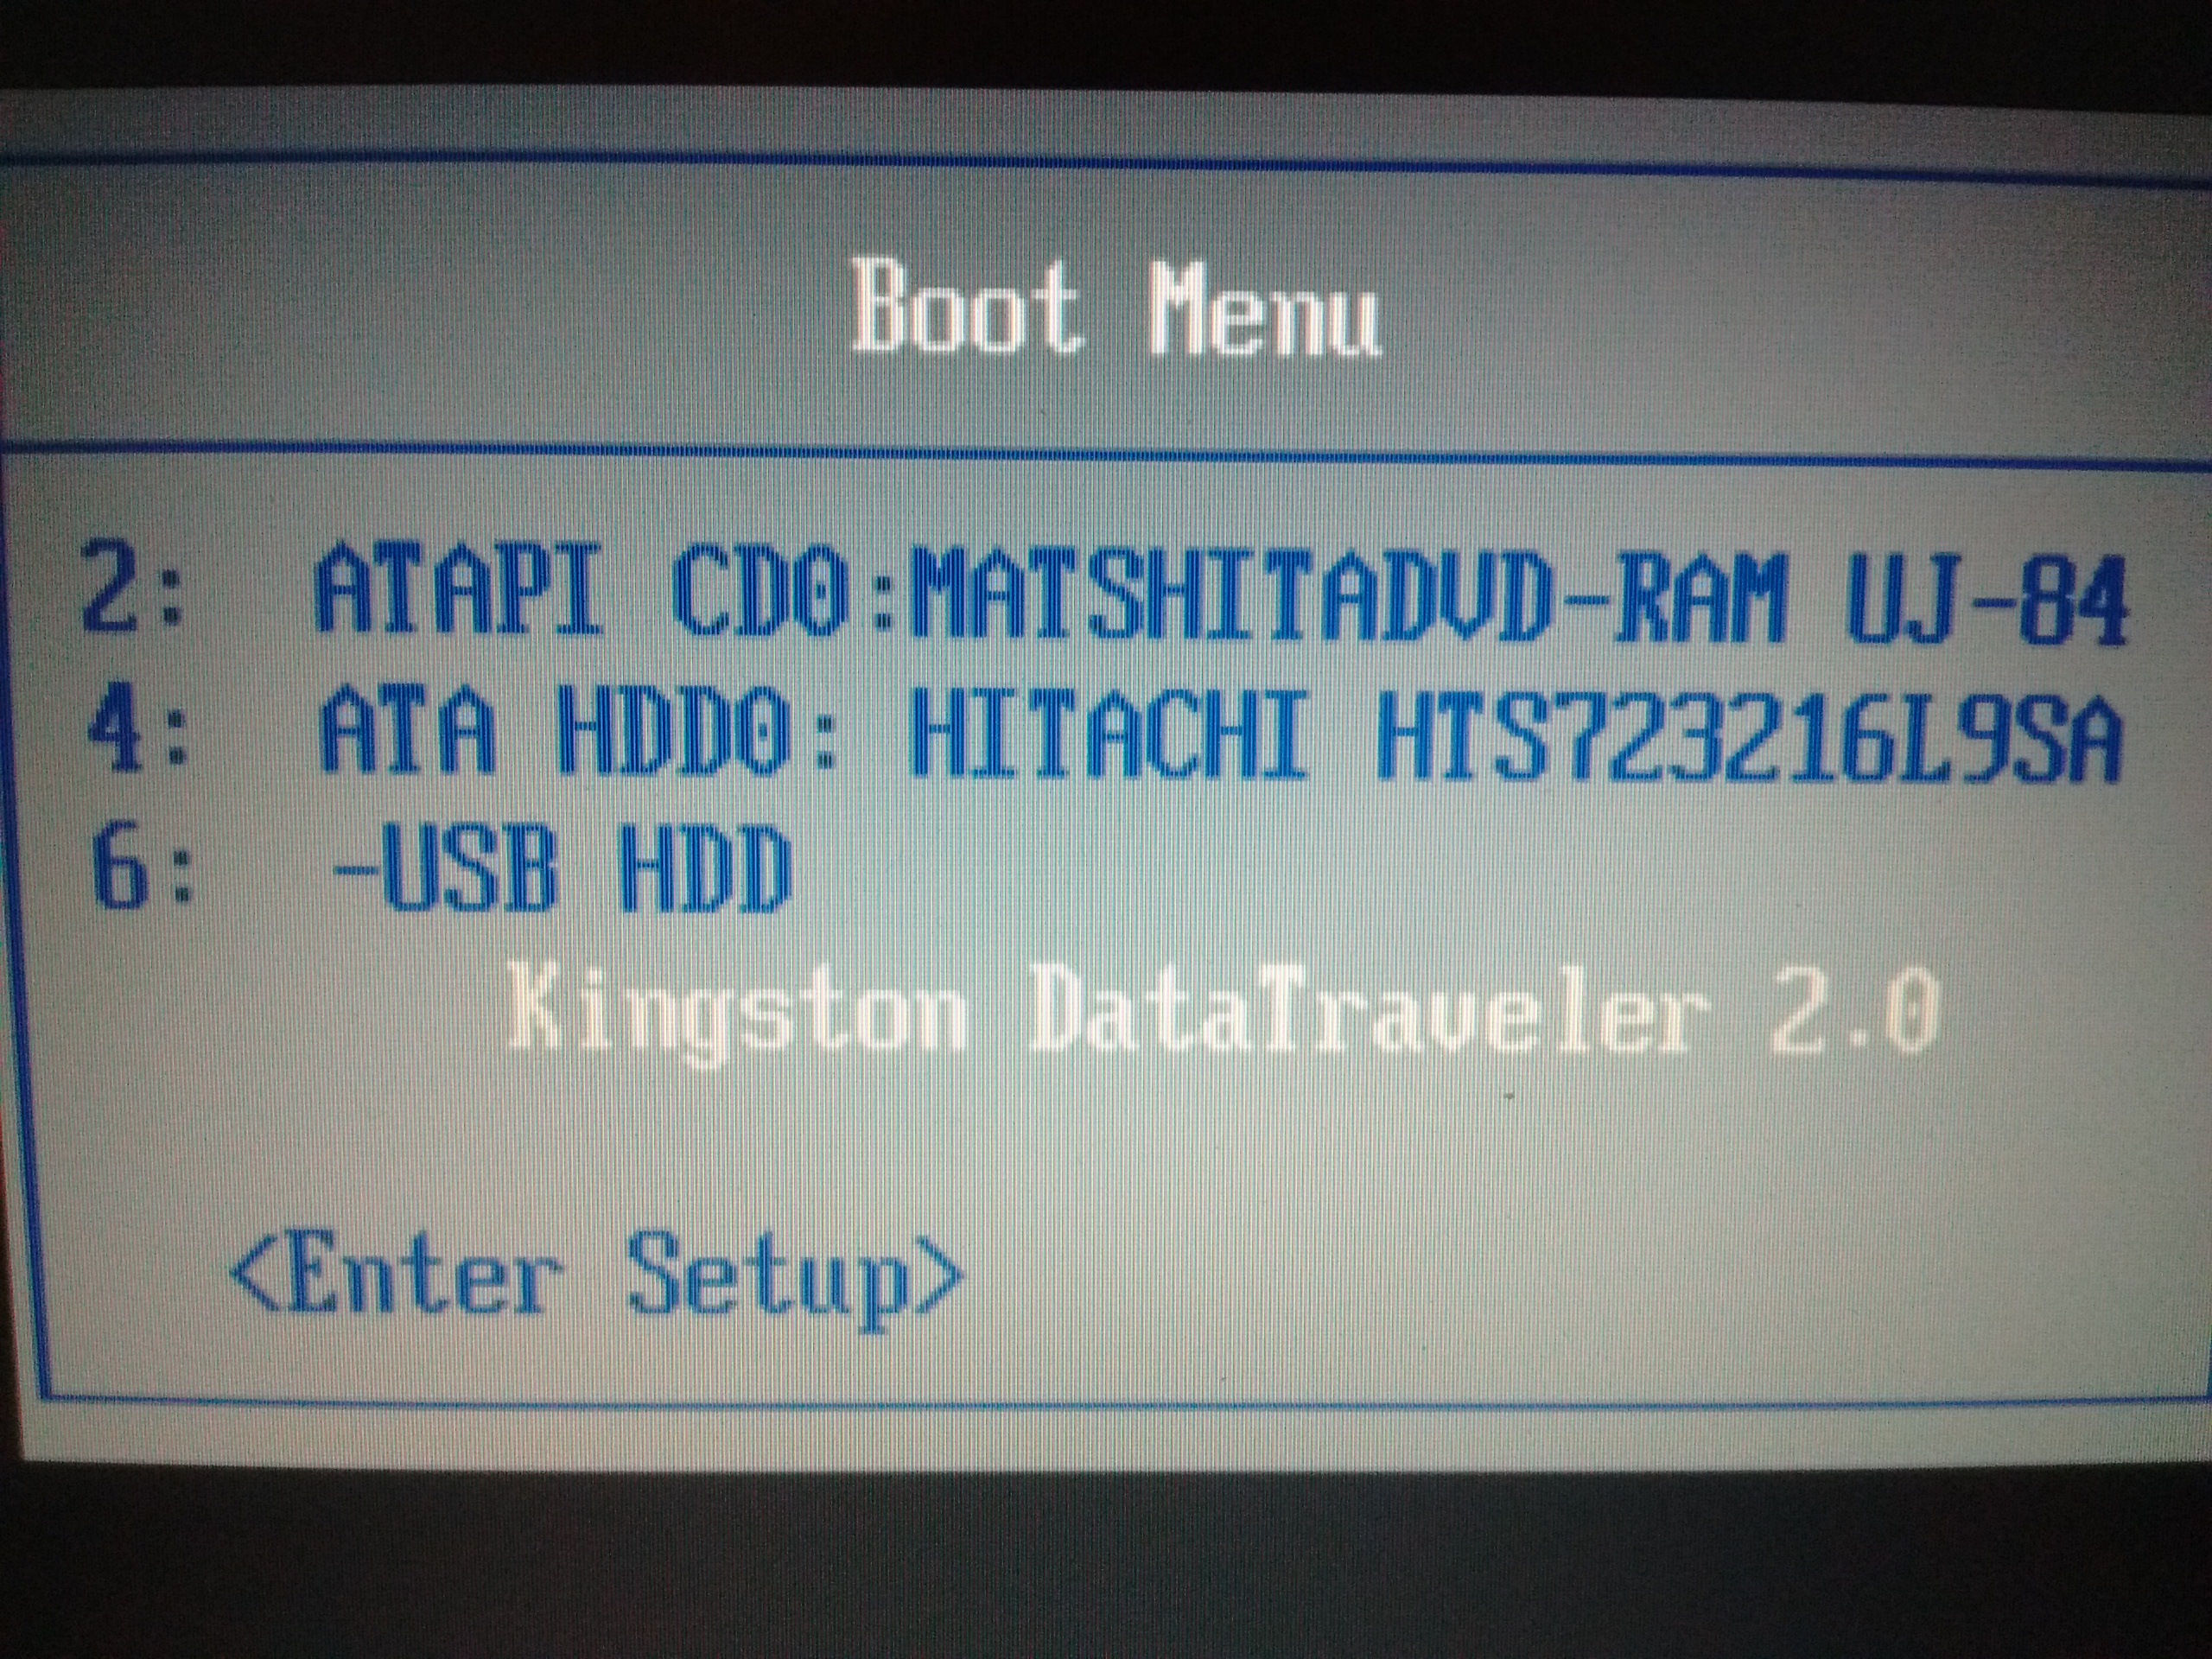 Boot Menu
2: ATAPI CD0:MATSHITADVD-RAM UJ-84
4: ATA HDD0: HITACHI HTS723216L9SA
6: -USB HDD
Kingston DataTraveler 2.0
<Enter Setup>